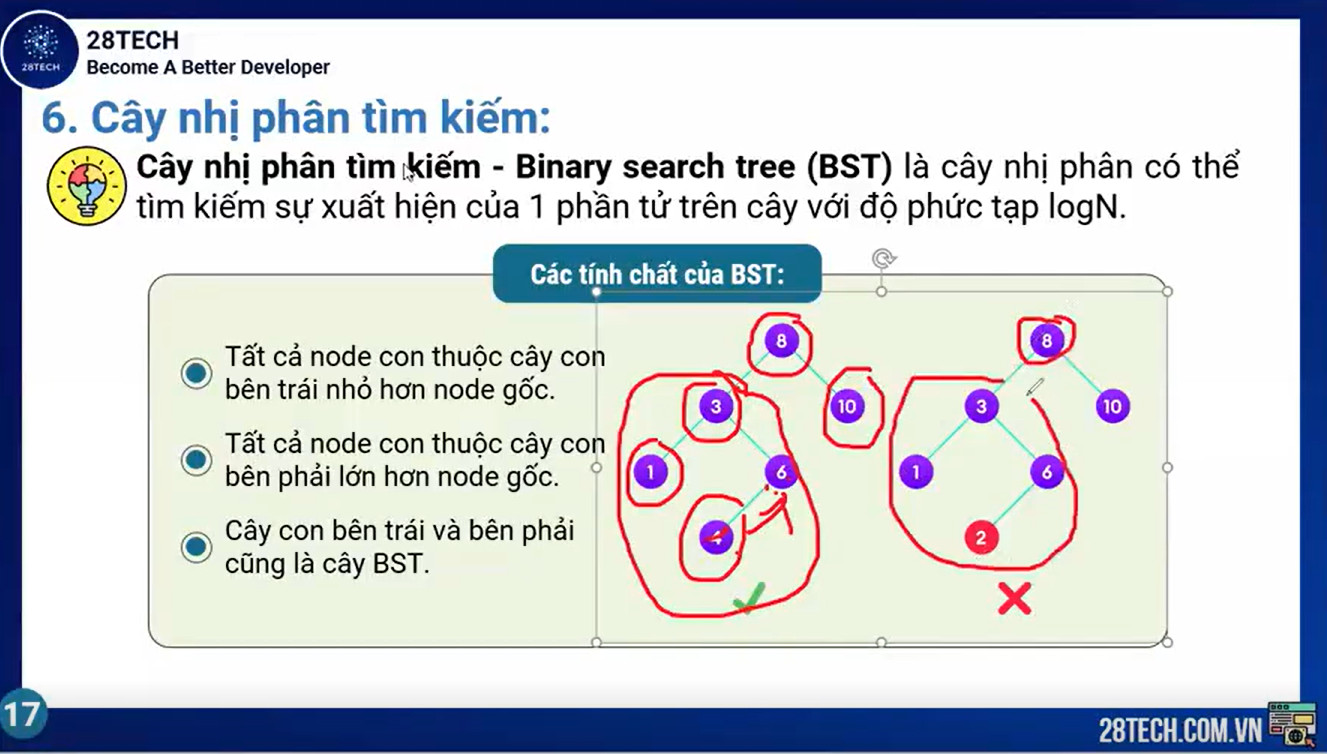 28TECH
Become A Better Developer
28TECH
6. Cây nhị phân tìm kiếm:
Cây nhị phân tìm kiếm - Binary search tree (BST) là cây nhị phân có thể
tìm kiếm sự xuất hiện của 1 phần tử trên cây với độ phức tạp logN.
Các tính chất của BST:
Tất cả node con thuộc cây con
bên trái nhỏ hơn node gốc.
Tất cả node con thuộc cây con
bên phải lớn hơn node gốc.
Cây con bên trái và bên phải
cũng là cây BST.
8
3
10
1
6
4
8
3
10
1
6
2
17
28TECH.COM.VN